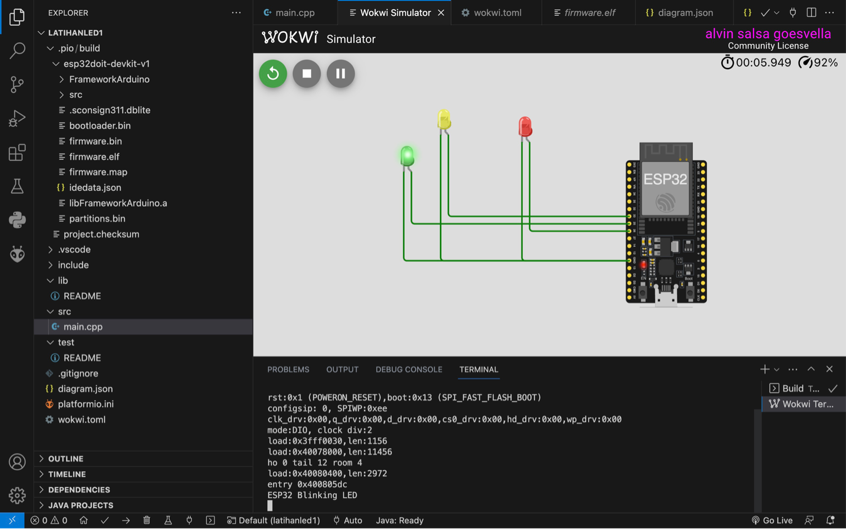 EXPLORER
LATIHANLED1
.pio/build
esp32doit-devkit-v1
FrameworkArduino
src
.sconsign311.dblite
bootloader.bin
firmware.bin
firmware.elf
firmware.map
idedata.json
libFrameworkArduino.a
partitions.bin
project.checksum
.vscode
include
lib
README
src
main.cpp
test
README
.gitignore
diagram.json
platformio.ini
wokwi.toml
OUTLINE
TIMELINE
DEPENDENCIES
JAVA PROJECTS
main.cpp Wokwi Simulator wokwi.toml firmware.elf diagram.json
WOKWi Simulator
alvin salsa goesvella
Community License
00:05.949 92%
ESP32
PROBLEMS OUTPUT DEBUG CONSOLE TERMINAL
rst:0x1 (POWERON_RESET),boot:0x13 (SPI_FAST_FLASH_BOOT)
configsip: 0, SPIWP:0xee
clk_drv:0x00,q_drv:0x00,d_drv:0x00,cs0_drv:0x00,hd_drv:0x00,wp_drv:0x00
mode:DIO, clock div:2
load:0x3fff0030,len:1156
load:0x40078000,len:11456
ho 0 tail 12 room 4
load:0x40080400,len:2972
entry 0x400805dc
ESP32 Blinking LED
Build T...
Wokwi Ter...
0 0 Default (latihanled1) Auto Java: Ready Go Live